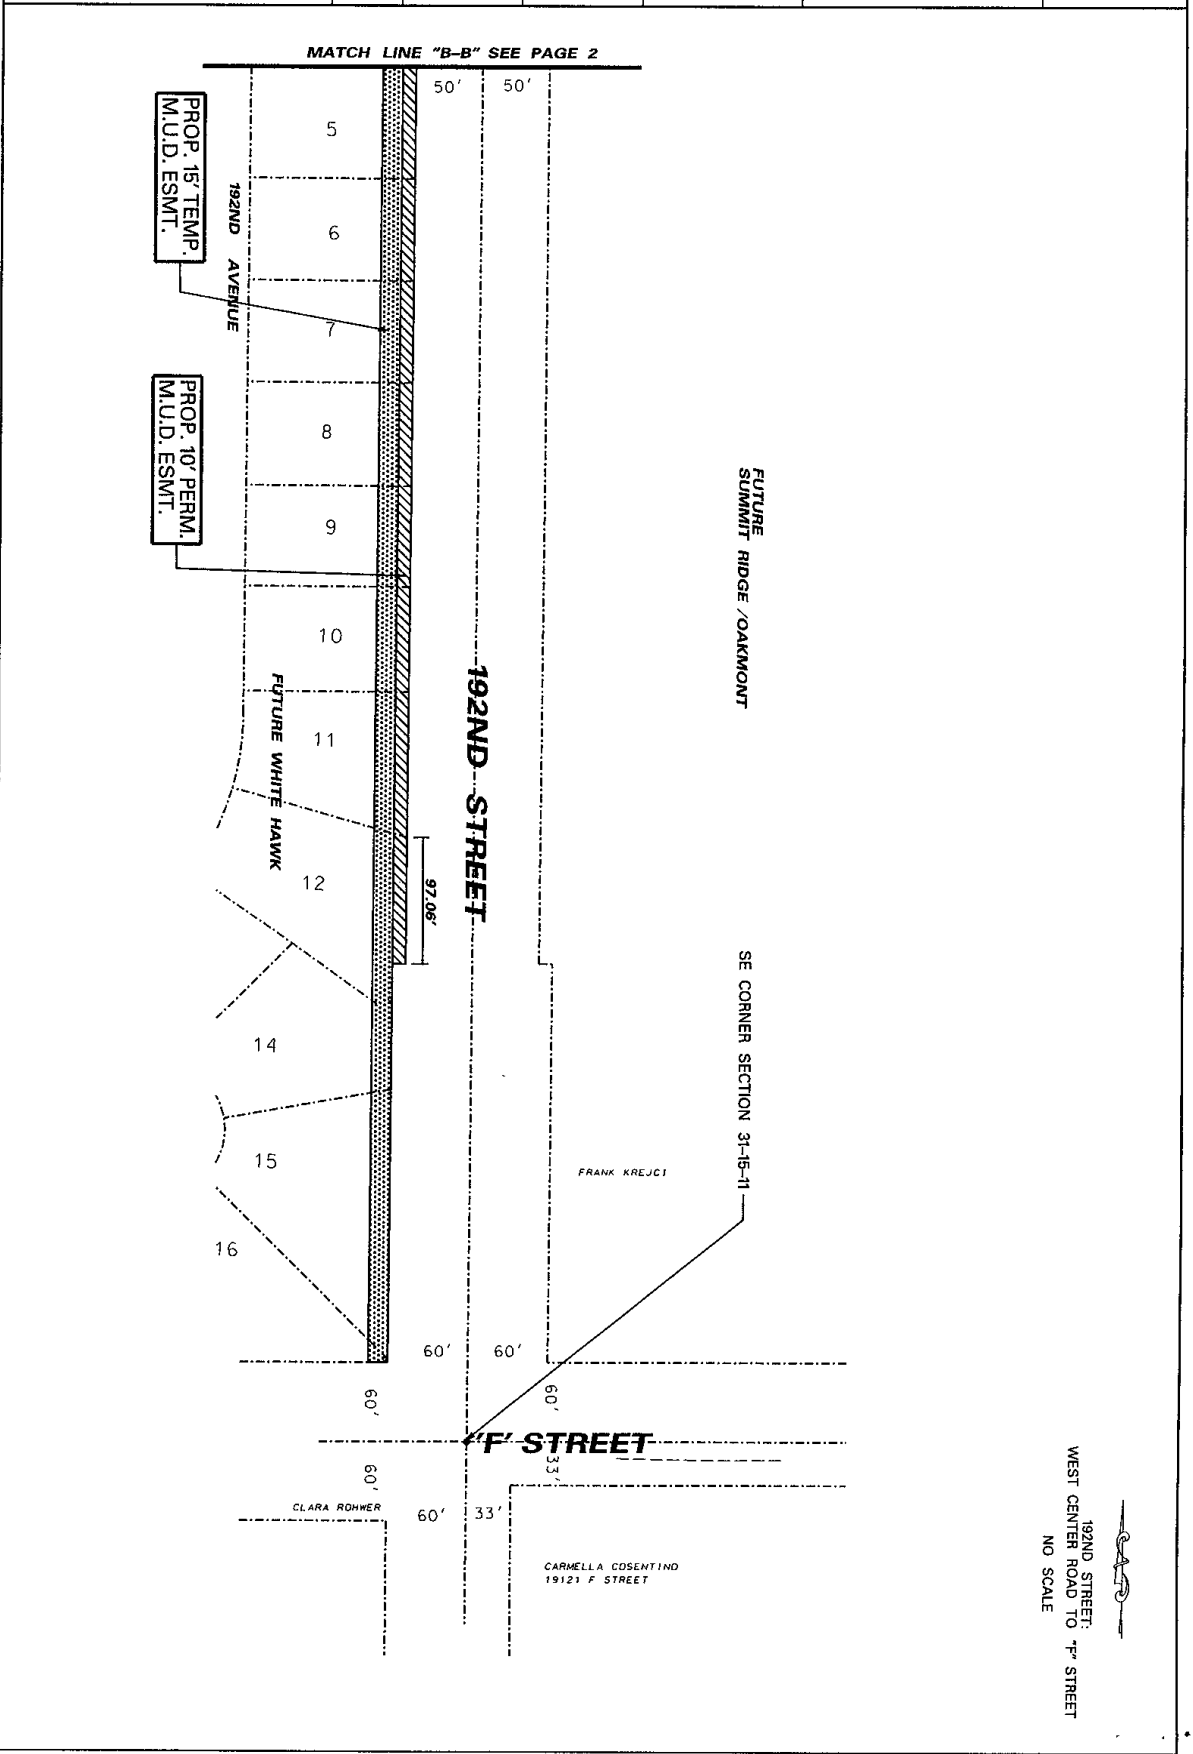 MATCH LINE "B-B" SEE PAGE 2
50' 50'
5
PROP. 15' TEMP.
M.U.D. ESMT.
192ND AVENUE
6
7
PROP. 10' PERM.
M.U.D. ESMT.
8
9
10
FUTURE
SUMMIT RIDGE /OAKMONT
192ND STREET
FUTURE WHITE HAWK
11
12
97.06'
14
15
16
SE CORNER SECTION 31-15-11
FRANK KREJCI
60' 60'
60' 60'
"F" STREET
60' 33'
CLARA ROHWER
60' 33'
CARMELLA COSENTINO
19121 F STREET
192ND STREET:
WEST CENTER ROAD TO "F" STREET
NO SCALE